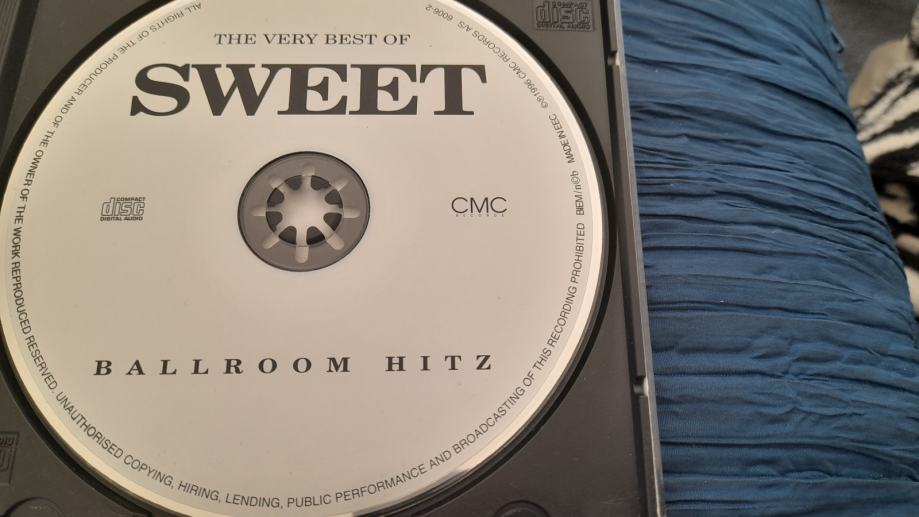 THE VERY BEST OF
SWEET
COMPACT
disc
DIGITAL AUDIO
CMC
RECORDS
BALLROOM HITZ
ALL RIGHTS OF THE PRODUCER AND OF THE OWNER OF THE WORK REPRODUCED RESERVED. UNAUTHORISED COPYING, HIRING, LENDING, PUBLIC PERFORMANCE AND BROADCASTING OF THIS RECORDING PROHIBITED BIEM/n©b MADE IN EEC ℗©1996 CMC RECORDS A/S 6006-2
COMPACT
disc